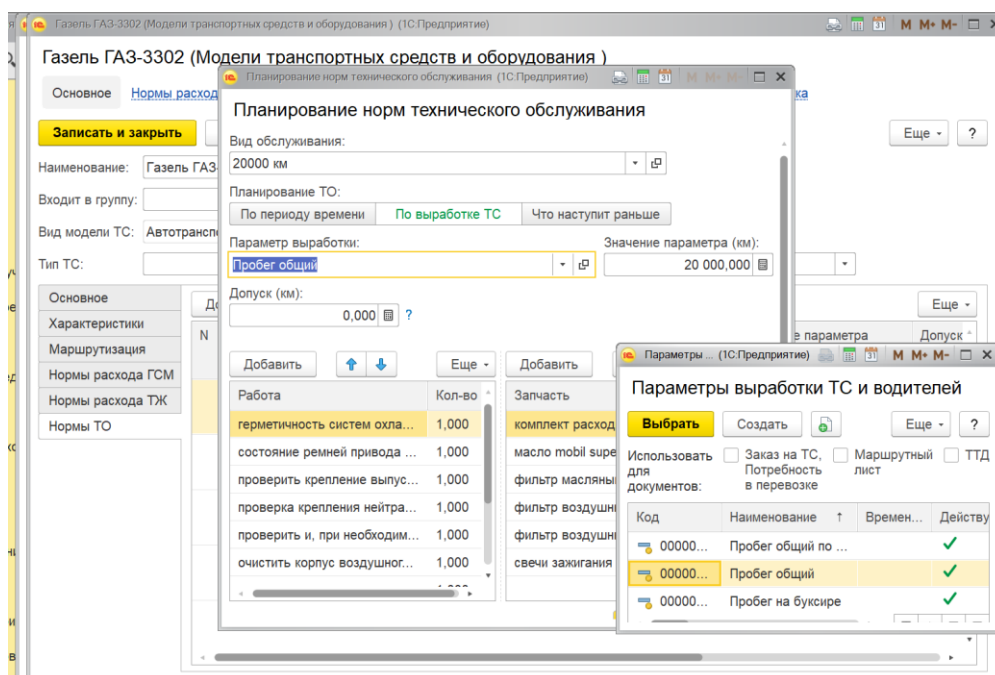 Газель ГАЗ-3302 (Модели транспортных средств и оборудования ) (1С:Предприятие)
M M+ M-
Газель ГАЗ-3302 (Модели транспортных средств и оборудования )
Основное Нормы расход
Записать и закрыть
Еще ?
Наименование: Газель ГАЗ-
Входит в группу:
Вид модели ТС: Автотранспо
Тип ТС:
Основное
Характеристики
Маршрутизация
Нормы расхода ГСМ
Нормы расхода ТЖ
Нормы ТО
N
Еще
е параметра Допуск
Планирование норм технического обслуживания (1С:Предприятие)
31 M M+ M-
Планирование норм технического обслуживания
Вид обслуживания:
20000 км
Планирование ТО:
По периоду времени По выработке ТС Что наступит раньше
Параметр выработки: Значение параметра (км):
Пробег общий 20 000,000
Допуск (км):
0,000 ?
Добавить Еще Добавить
Работа Кол-во Запчасть
герметичность систем охла... 1,000 комплект расход
состояние ремней привода ... 1,000 масло mobil supe
проверить крепление выпус... 1,000 фильтр масляны
проверка крепления нейтра... 1,000 фильтр воздушн
проверить и, при необходим... 1,000 фильтр воздушн
очистить корпус воздушног... 1,000 свечи зажигания
Параметры ... (1С:Предприятие) 31 M M+ M-
Параметры выработки ТС и водителей
Выбрать Создать Еще ?
Использовать для документов: Заказ на ТС, Потребность в перевозке Маршрутный лист ТТД
Код Наименование ↑ Времен... Действу
00000... Пробег общий по ...
00000... Пробег общий
00000... Пробег на буксире